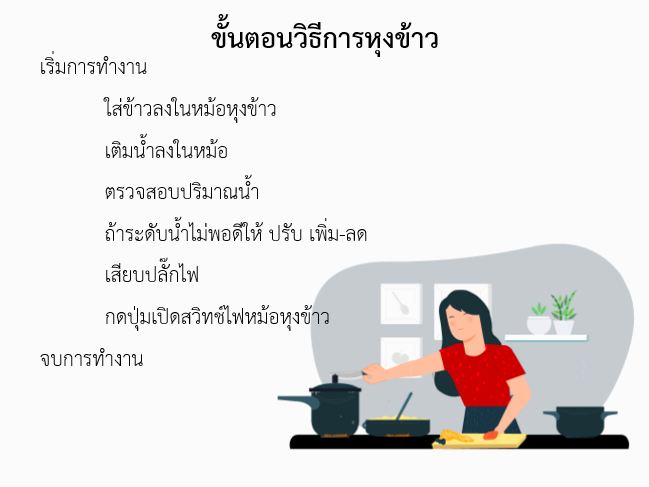 ขั้นตอนวิธีการหุงข้าว
เริ่มการทำงาน
ใส่ข้าวลงในหม้อหุงข้าว
เติมน้ำลงในหม้อ
ตรวจสอบปริมาณน้ำ
ถ้าระดับน้ำไม่พอดีให้ ปรับ เพิ่ม-ลด
เสียบปลั๊กไฟ
กดปุ่มเปิดสวิทช์ไฟหม้อหุงข้าว
จบการทำงาน